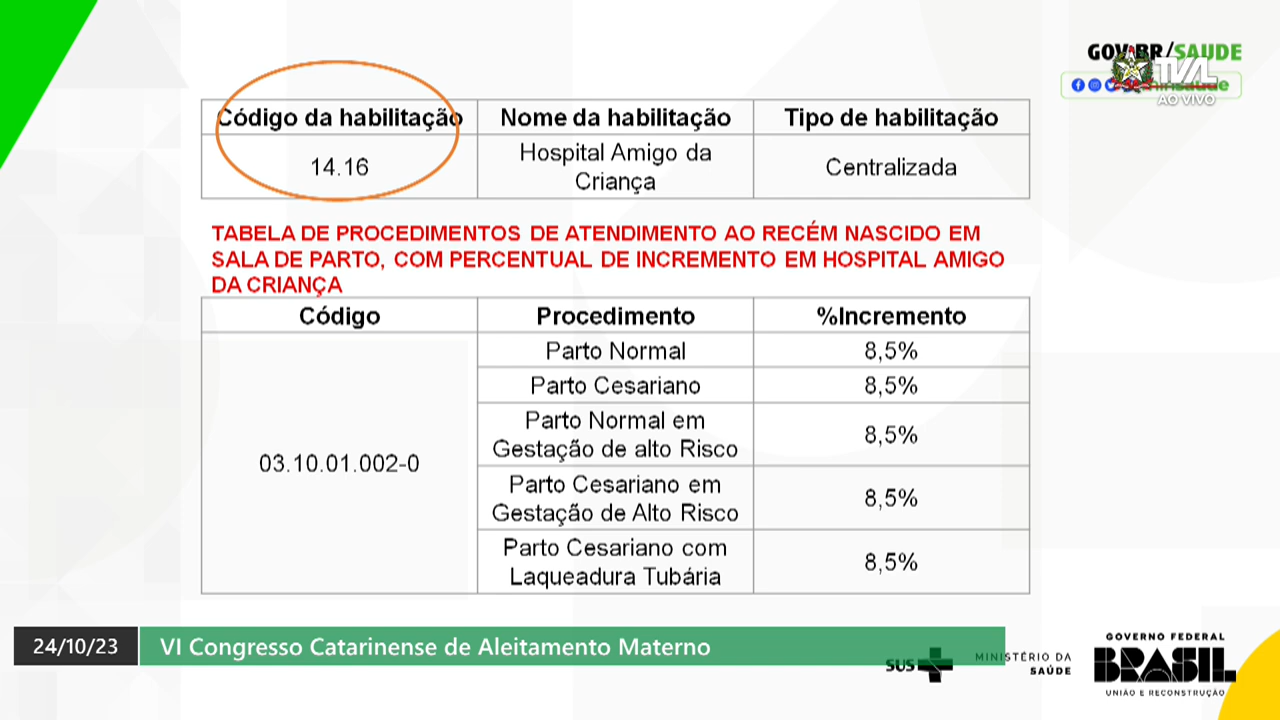 GOV.BR/SAUDE
TVAL
AO VIVO
Código da habilitação Nome da habilitação Tipo de habilitação
14.16 Hospital Amigo da Criança Centralizada
TABELA DE PROCEDIMENTOS DE ATENDIMENTO AO RECÉM NASCIDO EM
SALA DE PARTO, COM PERCENTUAL DE INCREMENTO EM HOSPITAL AMIGO
DA CRIANÇA
Código Procedimento %Incremento
03.10.01.002-0
Parto Normal 8,5%
Parto Cesariano 8,5%
Parto Normal em
Gestação de alto Risco 8,5%
Parto Cesariano em
Gestação de Alto Risco 8,5%
Parto Cesariano com
Laqueadura Tubária 8,5%
24/10/23 VI Congresso Catarinense de Aleitamento Materno
SUS
MINISTÉRIO DA
SAÚDE
GOVERNO FEDERAL
BRASIL
UNIÃO E RECONSTRUÇÃO